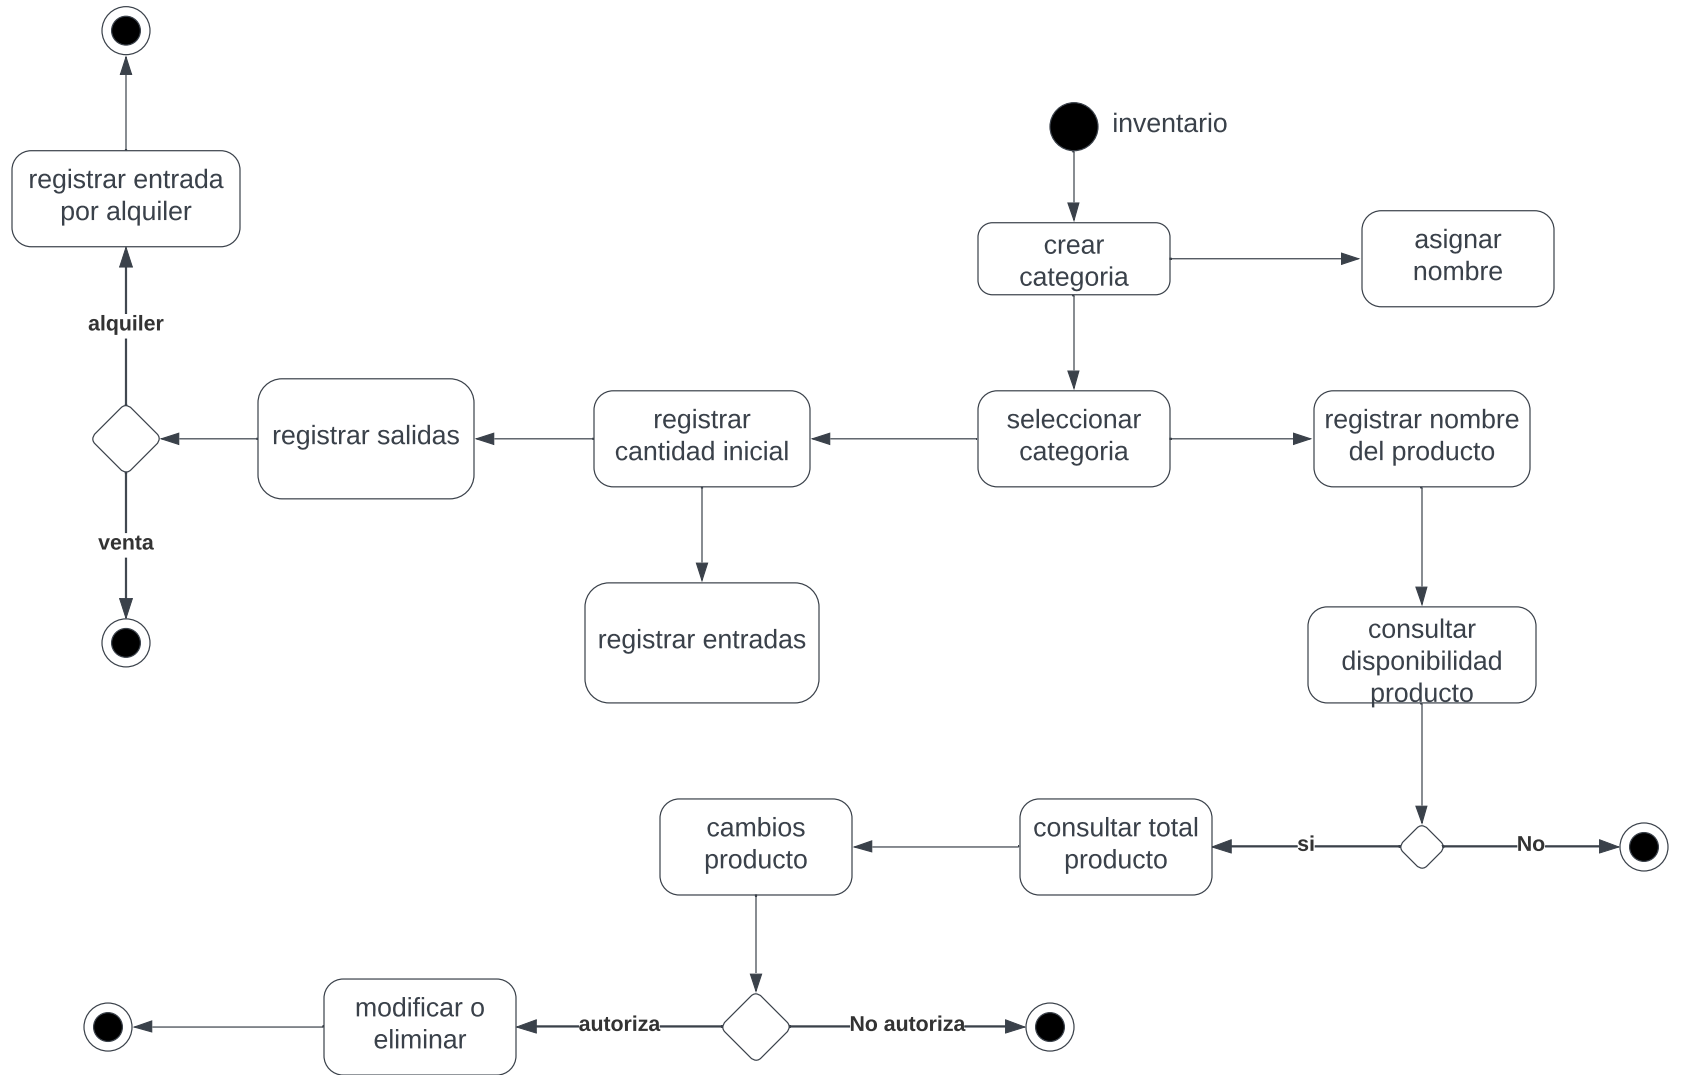 inventario
registrar entrada
por alquiler
crear
categoria
asignar
nombre
alquiler
registrar salidas
registrar
cantidad inicial
seleccionar
categoria
registrar nombre
del producto
venta
registrar entradas
consultar
disponibilidad
producto
cambios
producto
consultar total
producto
si
No
modificar o
eliminar
autoriza
No autoriza